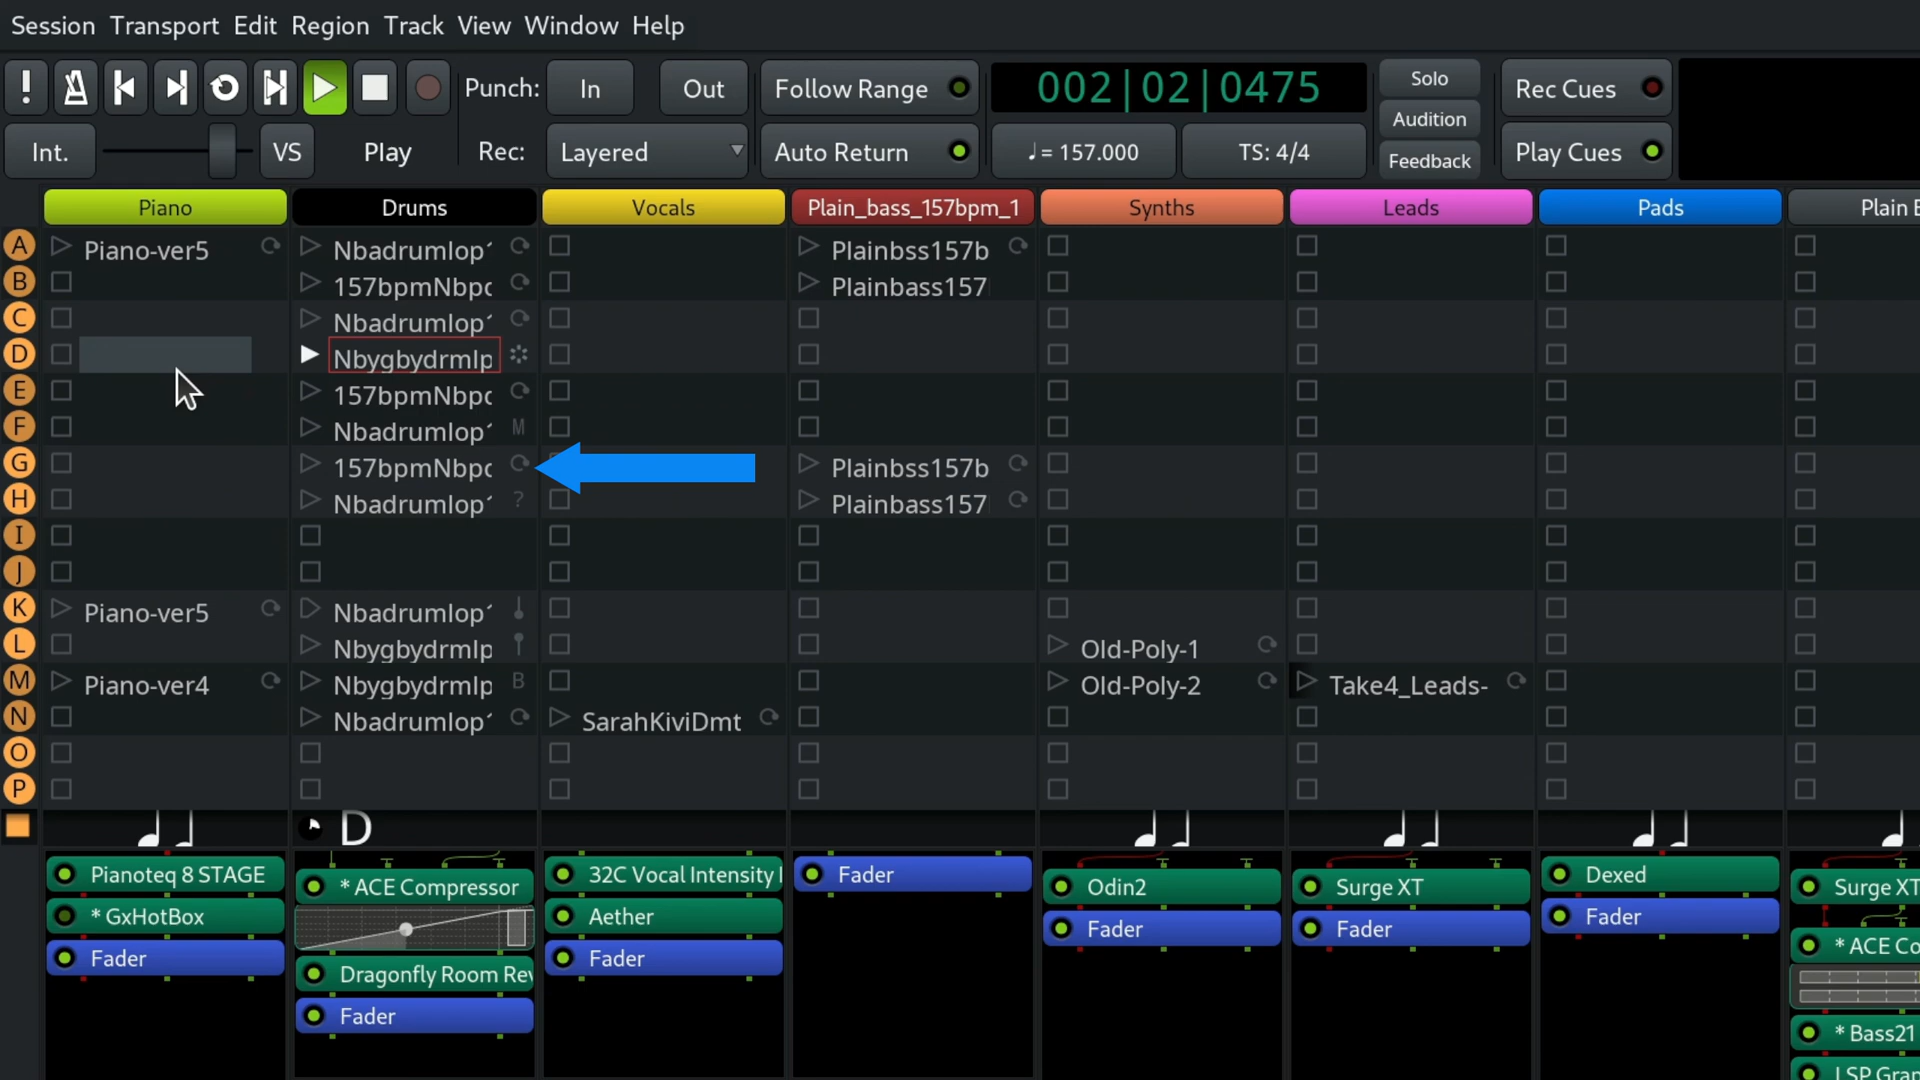 Session Transport Edit Region Track View Window Help
Punch: In Out Follow Range 002|02|0475 Solo Rec Cues
Audition
Int. VS Play Rec: Layered Auto Return ♩= 157.000 TS: 4/4 Feedback Play Cues
Piano Drums Vocals Plain_bass_157bpm_1 Synths Leads Pads Plain
A Piano-ver5 Nbadrumlop Plainbss157b
B 157bpmNbpc Plainbass157
C Nbadrumlop
D Nbygbydrmlp
E 157bpmNbpc
F Nbadrumlop M
G 157bpmNbpc Plainbss157b
H Nbadrumlop ? Plainbass157
I
J
K Piano-ver5 Nbadrumlop
L Nbygbydrmlp Old-Poly-1
M Piano-ver4 Nbygbydrmlp B Old-Poly-2 Take4_Leads-
N Nbadrumlop SarahKiviDmt
O
P
D
Pianoteq 8 STAGE * ACE Compressor 32C Vocal Intensity Fader Odin2 Surge XT Dexed Surge XT
* GxHotBox Aether Fader Fader Fader
* ACE Co
Fader Dragonfly Room Rev Fader
Fader * Bass21
LSP Grap